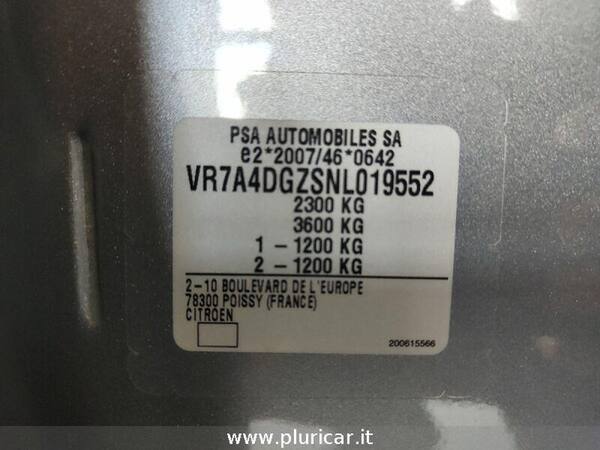 PSA AUTOMOBILES SA
e2*2007/46*0642
VR7A4DGZSNL019552
2300 KG
3600 KG
1 - 1200 KG
2 - 1200 KG
2-10 BOULEVARD DE L'EUROPE
78300 POISSY (FRANCE)
CITROEN
200615566
www.pluricar.it